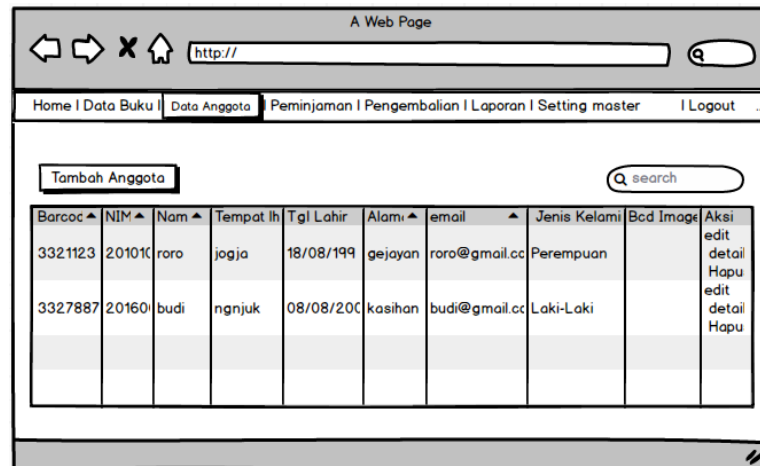 A Web Page
http://
Home | Data Buku | Data Anggota | Peminjaman | Pengembalian | Laporan | Setting master | Logout
Tambah Anggota
search
Barcoc NIM Nam Tempat lh Tgl Lahir Alam email Jenis Kelami Bcd Image Aksi
3321123 20101( roro jogja 18/08/199 gejayan roro@gmail.cc Perempuan edit
detail
Hapu
3327887 20160( budi ngnjuk 08/08/200 kasihan budi@gmail.cc Laki-Laki edit
detail
Hapu